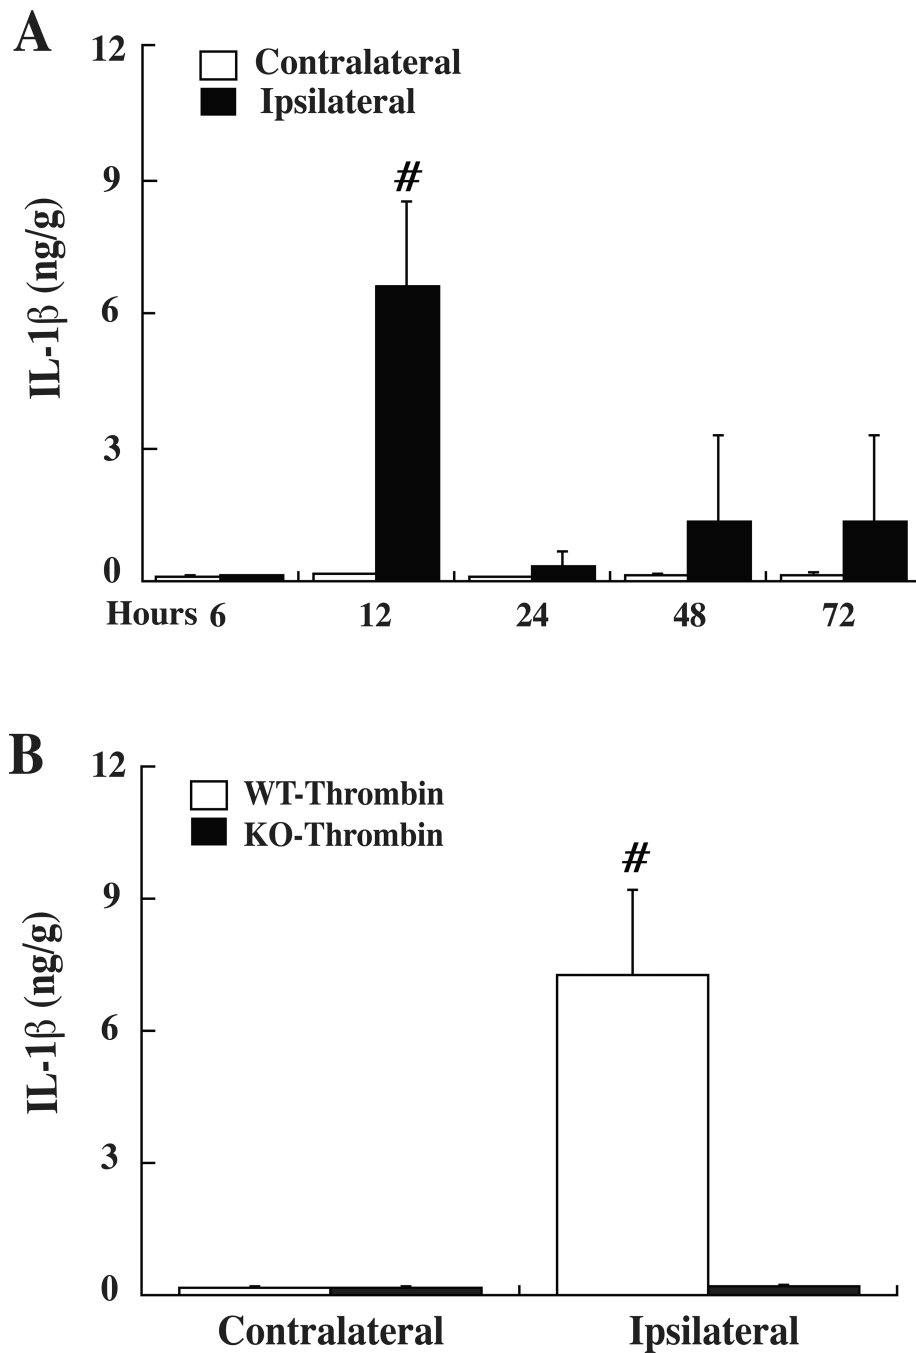 A
12
Contralateral
Ipsilateral
9
#
IL-1β (ng/g)
6
3
0
Hours 6 12 24 48 72
B
12
WT-Thrombin
KO-Thrombin
#
9
IL-1β (ng/g)
6
3
0
Contralateral Ipsilateral